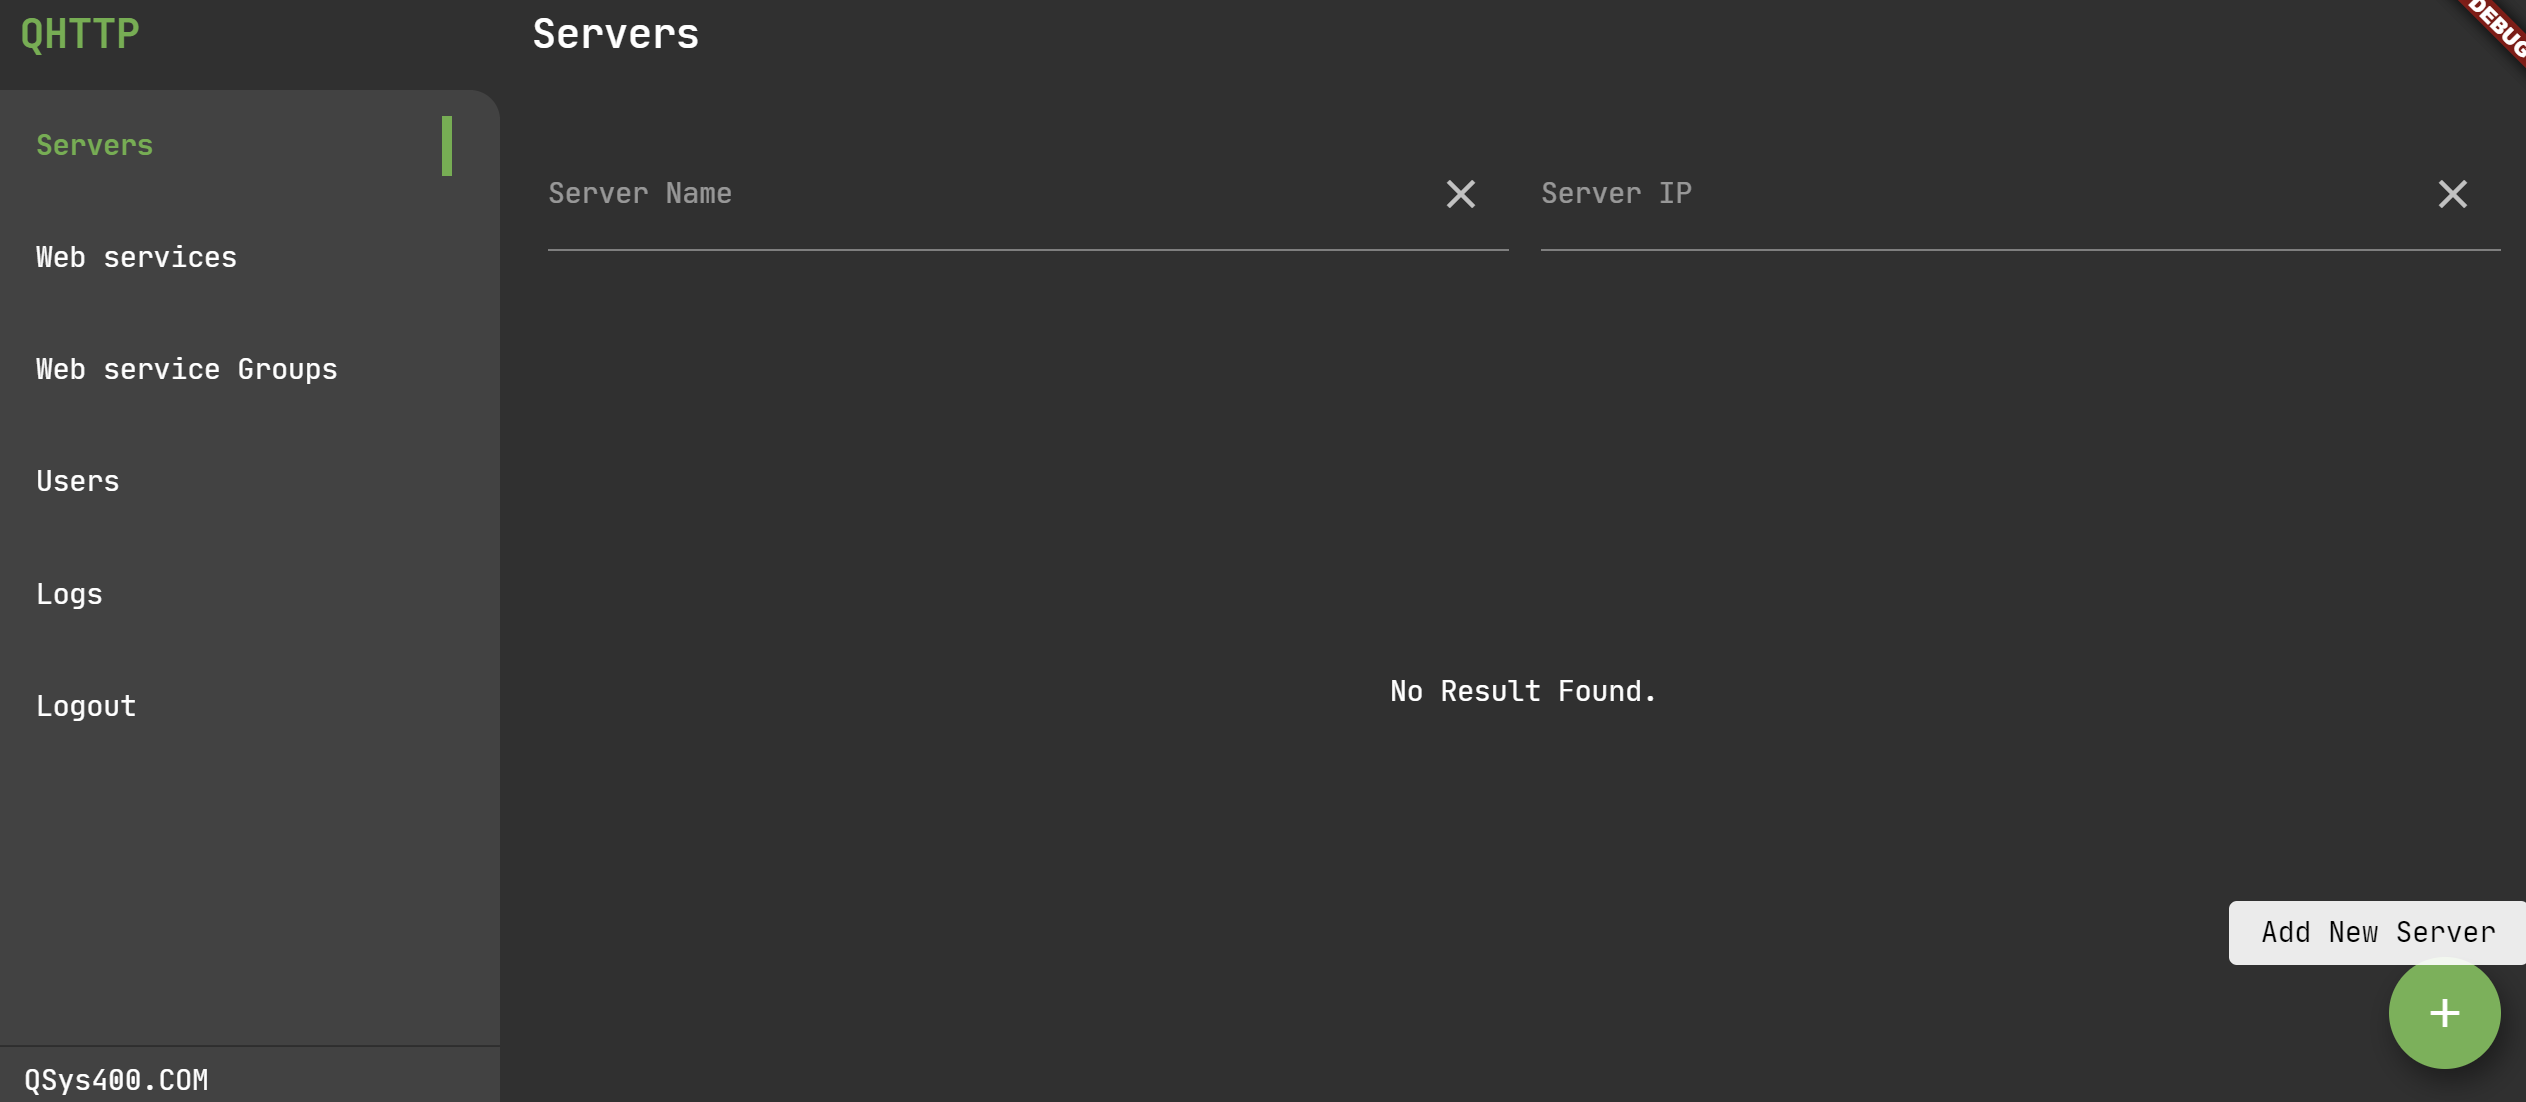 QHTTP
Servers
DEBUG
Servers
Web services
Web service Groups
Users
Logs
Logout
QSys400.COM
Server Name
Server IP
No Result Found.
Add New Server